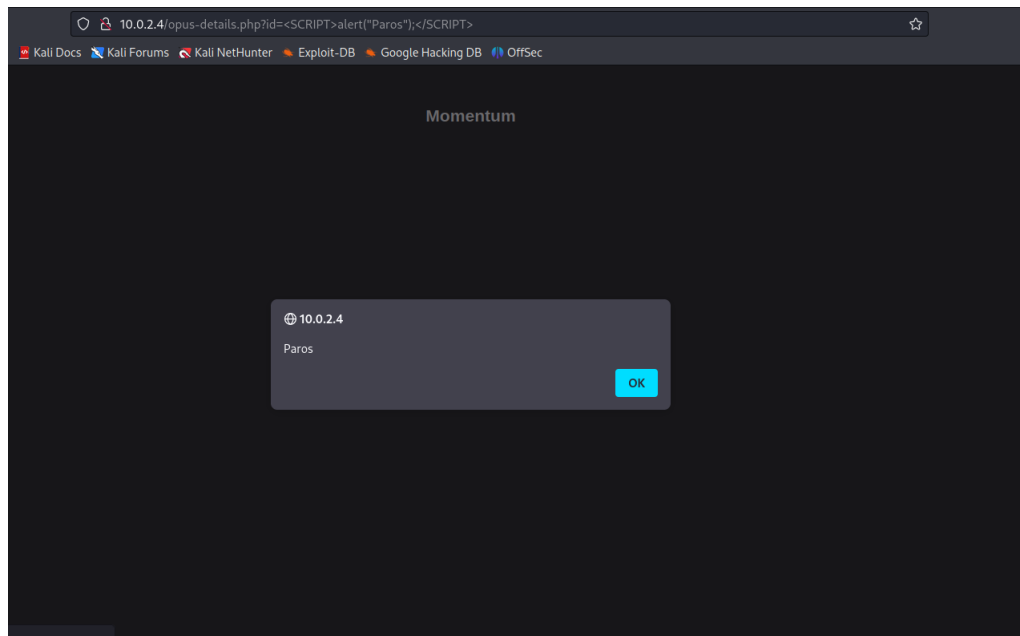 10.0.2.4/opus-details.php?id=<SCRIPT>alert("Paros");</SCRIPT>
Kali Docs Kali Forums Kali NetHunter Exploit-DB Google Hacking DB OffSec
Momentum
10.0.2.4
Paros
OK